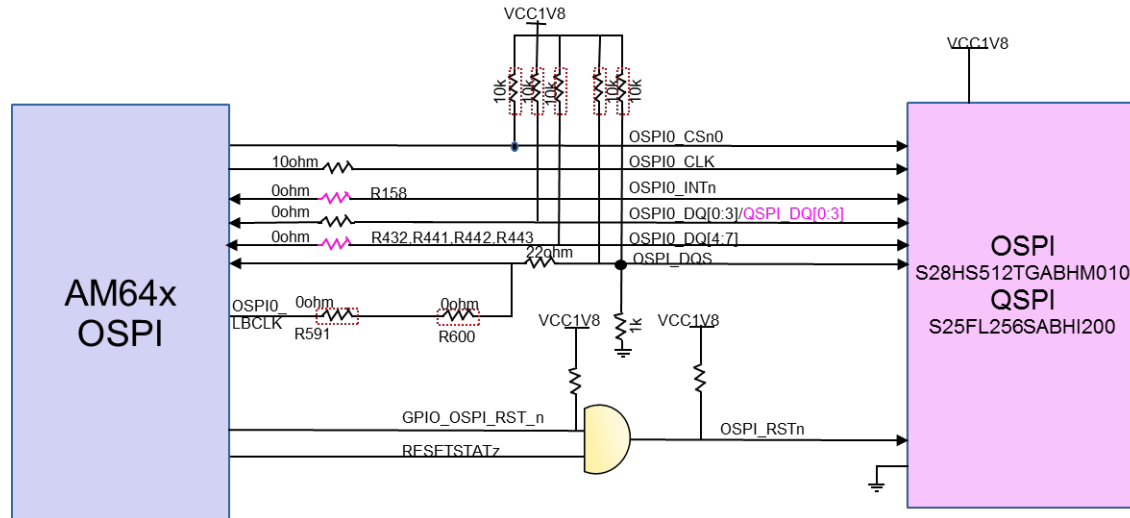 VCC1V8
VCC1V8
10k
10k
10k
10k
10k
OSPI0_CSn0
10ohm
OSPI0_CLK
0ohm
R158
OSPI0_INTn
0ohm
OSPI0_DQ[0:3]/QSPI_DQ[0:3]
0ohm
R432,R441,R442,R443
OSPI0_DQ[4:7]
22ohm
OSPI_DQS
AM64x
OSPI
OSPI
S28HS512TGABHM010
QSPI
S25FL256SABHI200
OSPI0_
LBCLK
0ohm
R591
0ohm
R600
1k
VCC1V8
VCC1V8
GPIO_OSPI_RST_n
OSPI_RSTn
RESETSTATz